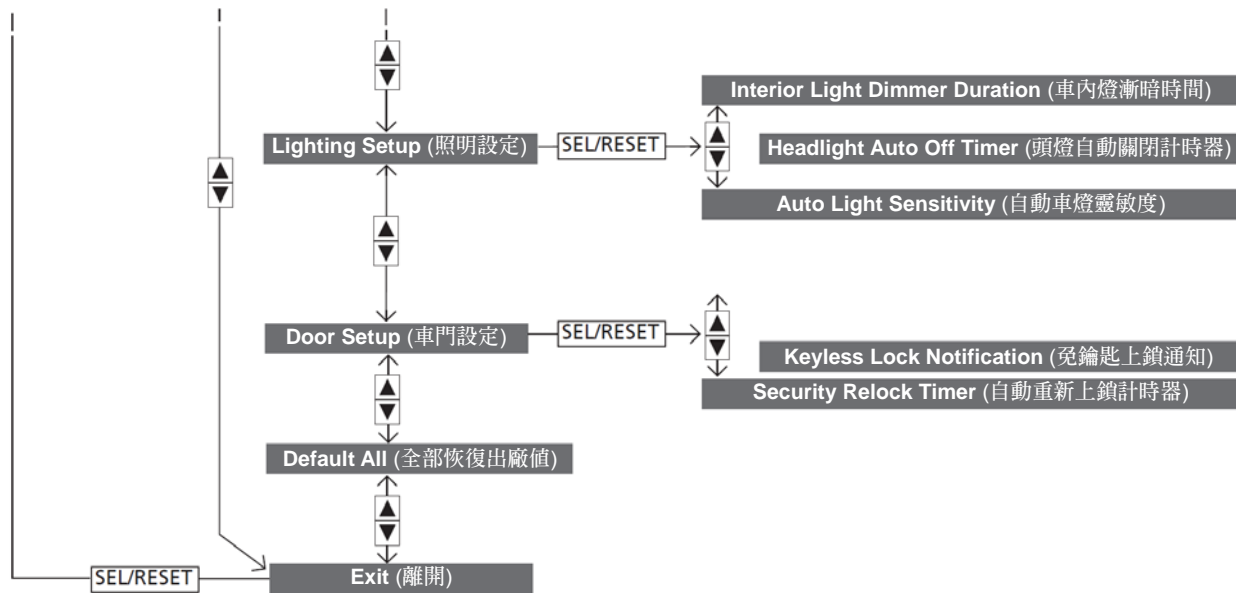 Interior Light Dimmer Duration (車內燈漸暗時間)
Lighting Setup (照明設定)
SEL/RESET
Headlight Auto Off Timer (頭燈自動關閉計時器)
Auto Light Sensitivity (自動車燈靈敏度)
Door Setup (車門設定)
SEL/RESET
Keyless Lock Notification (免鑰匙上鎖通知)
Security Relock Timer (自動重新上鎖計時器)
Default All (全部恢復出廠值)
SEL/RESET
Exit (離開)